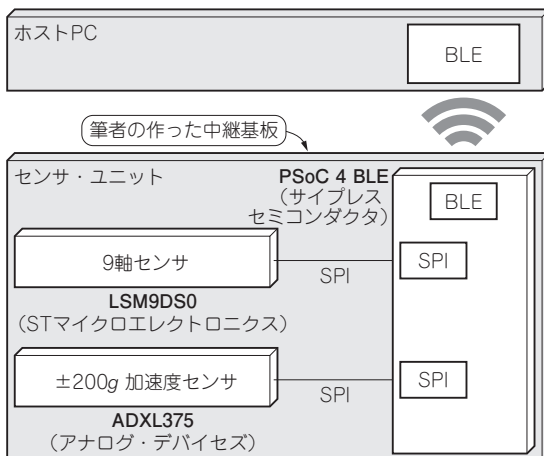 ホストPC
BLE
筆者の作った中継基板
センサ・ユニット
PSoC 4 BLE
(サイプレス
セミコンダクタ)
BLE
9軸センサ
SPI
SPI
LSM9DS0
(STマイクロエレクトロニクス)
±200g 加速度センサ
SPI
SPI
ADXL375
(アナログ・デバイセズ)